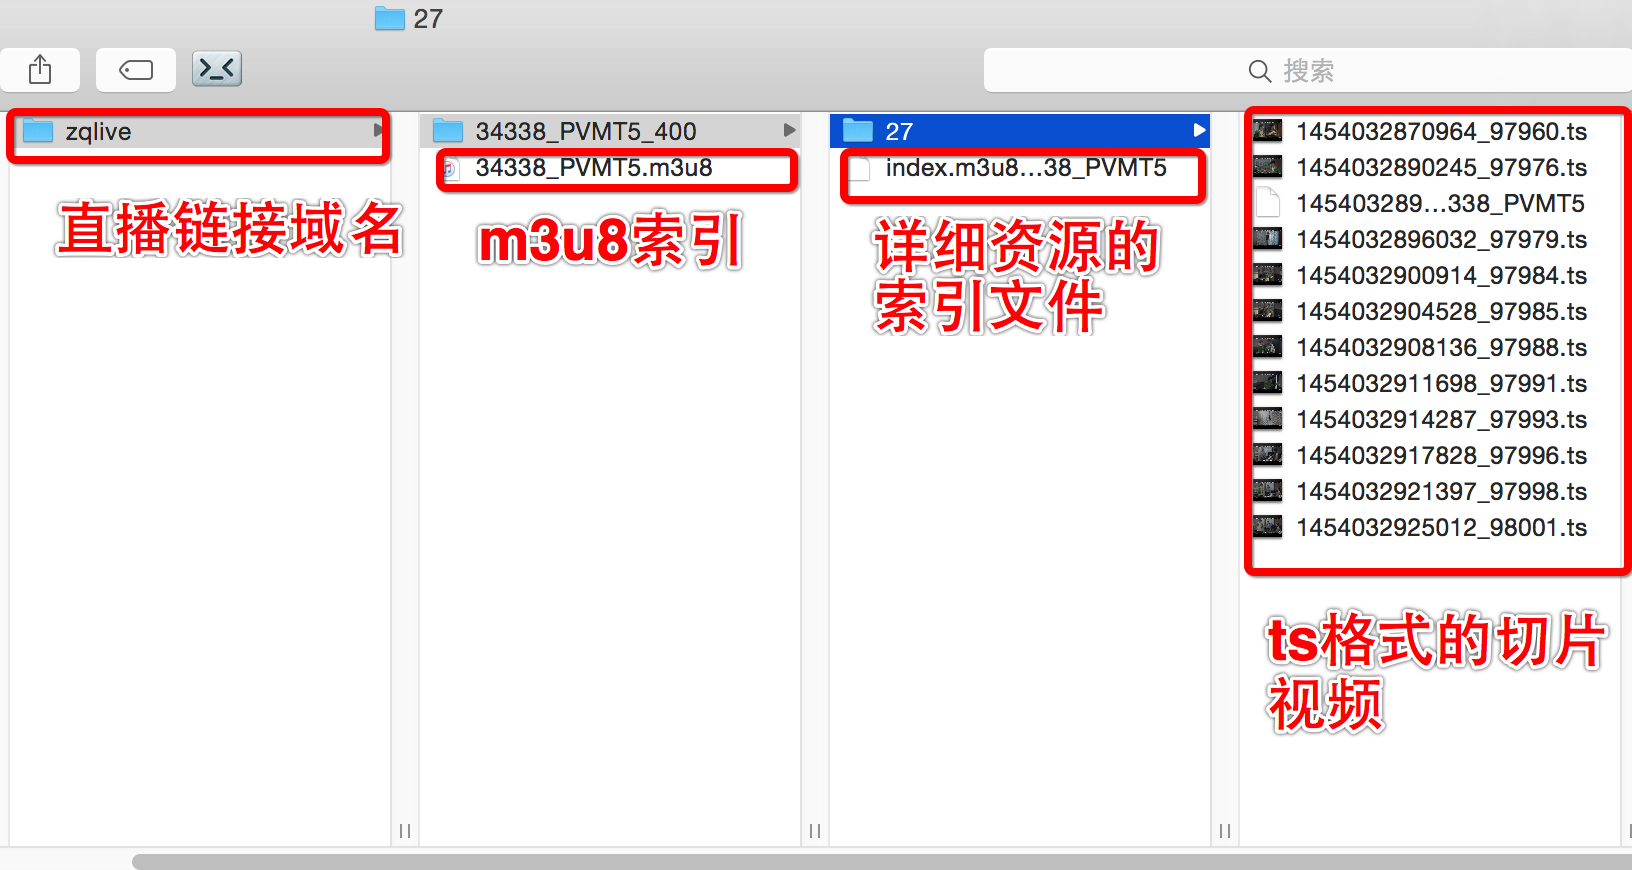 27
搜索
zqlive
直播链接域名
34338_PVMT5_400
34338_PVMT5.m3u8
m3u8索引
27
index.m3u8...38_PVMT5
详细资源的
索引文件
1454032870964_97960.ts
1454032890245_97976.ts
145403289...338_PVMT5
1454032896032_97979.ts
1454032900914_97984.ts
1454032904528_97985.ts
1454032908136_97988.ts
1454032911698_97991.ts
1454032914287_97993.ts
1454032917828_97996.ts
1454032921397_97998.ts
1454032925012_98001.ts
ts格式的切片
视频